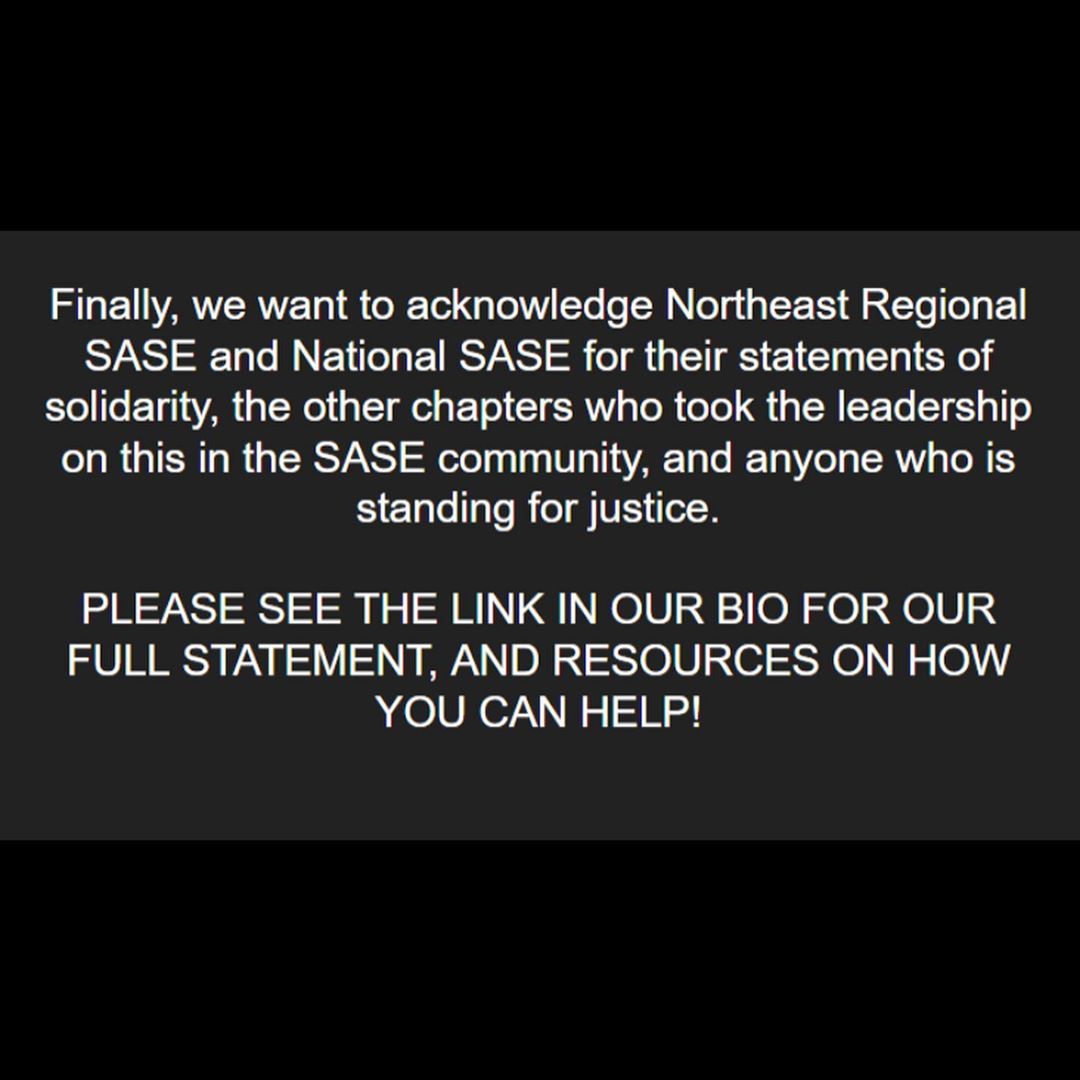 Finally, we want to acknowledge Northeast Regional
SASE and National SASE for their statements of
solidarity, the other chapters who took the leadership
on this in the SASE community, and anyone who is
standing for justice.
PLEASE SEE THE LINK IN OUR BIO FOR OUR
FULL STATEMENT, AND RESOURCES ON HOW
YOU CAN HELP!